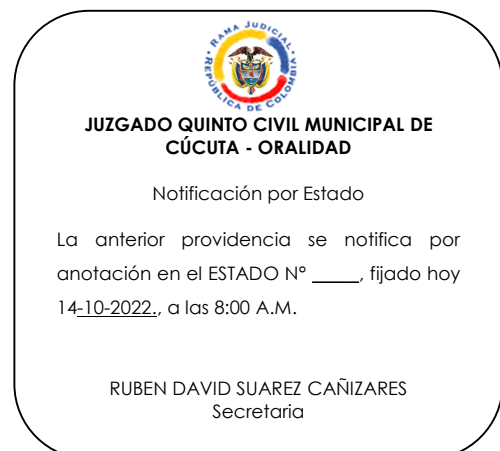 RAMA JUDICIAL
REPÚBLICA DE COLOMBIA
JUZGADO QUINTO CIVIL MUNICIPAL DE
CÚCUTA - ORALIDAD
Notificación por Estado
La anterior providencia se notifica por
anotación en el ESTADO N° _____, fijado hoy
14-10-2022., a las 8:00 A.M.
RUBEN DAVID SUAREZ CAÑIZARES
Secretaria